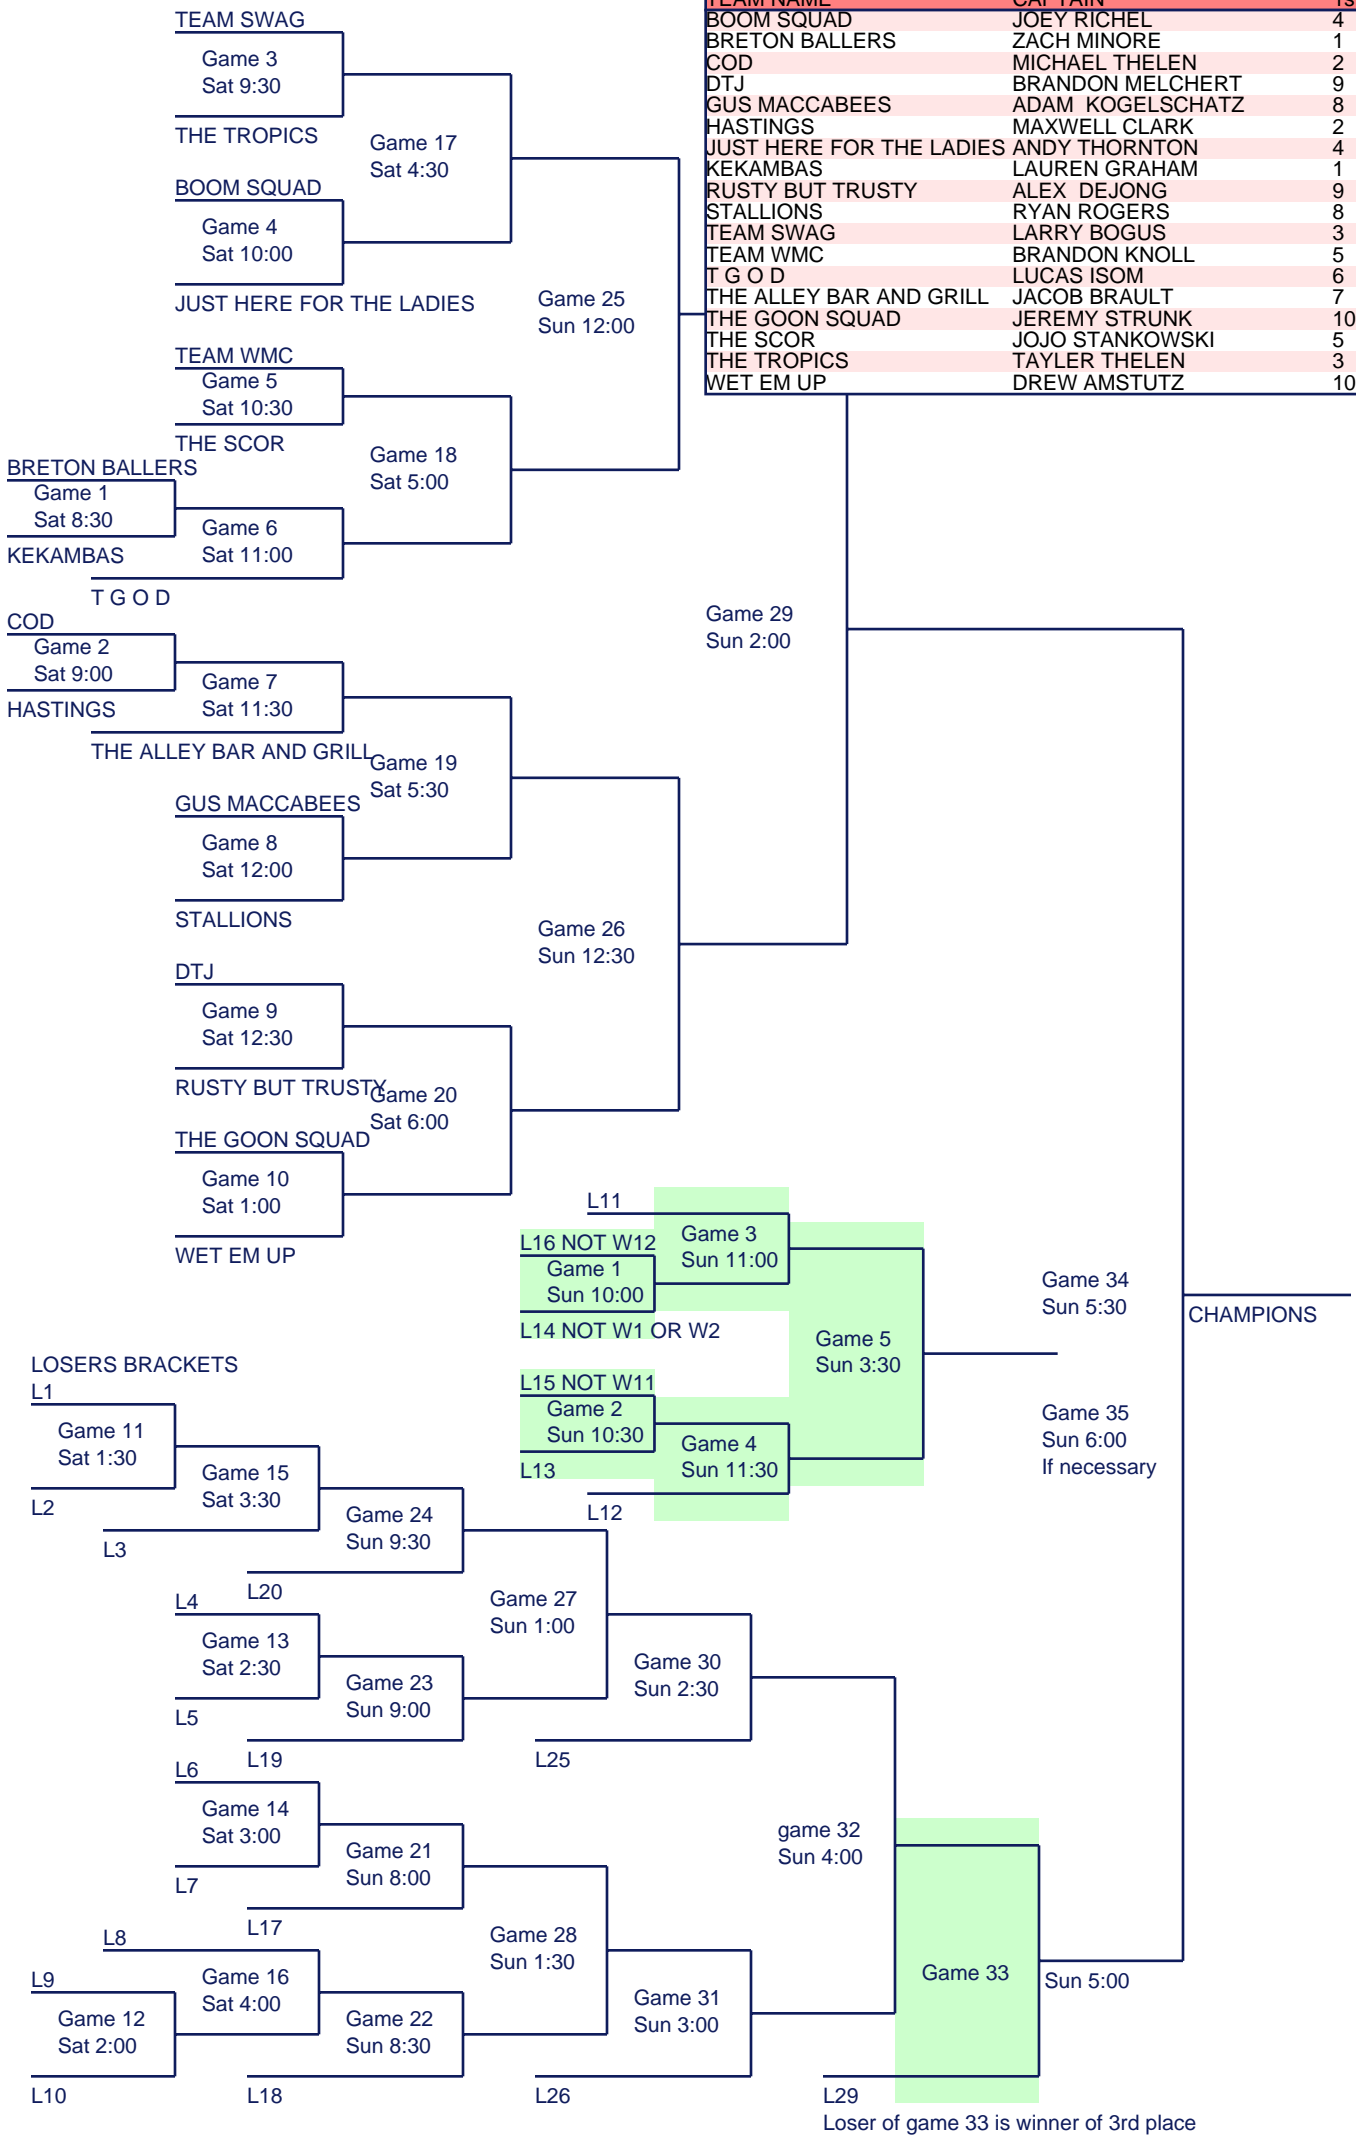 TEAM NAME CAPTAIN
BOOM SQUAD JOEY RICHEL 4
BRETON BALLERS ZACH MINORE 1
COD MICHAEL THELEN 2
DTJ BRANDON MELCHERT 9
GUS MACCABEES ADAM KOGELSCHATZ 8
HASTINGS MAXWELL CLARK 2
JUST HERE FOR THE LADIES ANDY THORNTON 4
KEKAMBAS LAUREN GRAHAM 1
RUSTY BUT TRUSTY ALEX DEJONG 9
STALLIONS RYAN ROGERS 8
TEAM SWAG LARRY BOGUS 3
TEAM WMC BRANDON KNOLL 5
T G O D LUCAS ISOM 6
THE ALLEY BAR AND GRILL JACOB BRAULT 7
THE GOON SQUAD JEREMY STRUNK 10
THE SCOR JOJO STANKOWSKI 5
THE TROPICS TAYLER THELEN 3
WET EM UP DREW AMSTUTZ 10
TEAM SWAG
Game 3
Sat 9:30
THE TROPICS
Game 17
Sat 4:30
BOOM SQUAD
Game 4
Sat 10:00
JUST HERE FOR THE LADIES
Game 25
Sun 12:00
TEAM WMC
Game 5
Sat 10:30
THE SCOR
Game 18
Sat 5:00
BRETON BALLERS
Game 1
Sat 8:30
KEKAMBAS
Game 6
Sat 11:00
T G O D
COD
Game 2
Sat 9:00
HASTINGS
Game 7
Sat 11:30
THE ALLEY BAR AND GRILL
Game 29
Sun 2:00
Game 19
Sat 5:30
GUS MACCABEES
Game 8
Sat 12:00
STALLIONS
Game 26
Sun 12:30
DTJ
Game 9
Sat 12:30
RUSTY BUT TRUSTY
Game 20
Sat 6:00
THE GOON SQUAD
Game 10
Sat 1:00
WET EM UP
L11
Game 3
Sun 11:00
L16 NOT W12
Game 1
Sun 10:00
L14 NOT W1 OR W2
Game 5
Sun 3:30
L15 NOT W11
Game 2
Sun 10:30
L13
Game 4
Sun 11:30
L12
Game 34
Sun 5:30
CHAMPIONS
Game 35
Sun 6:00
If necessary
LOSERS BRACKETS
L1
Game 11
Sat 1:30
L2
Game 15
Sat 3:30
L3
Game 24
Sun 9:30
L20
L4
Game 13
Sat 2:30
L5
Game 23
Sun 9:00
L19
Game 27
Sun 1:00
Game 30
Sun 2:30
L25
L6
Game 14
Sat 3:00
L7
Game 21
Sun 8:00
L17
L8
Game 16
Sat 4:00
L9
Game 12
Sat 2:00
L10
Game 22
Sun 8:30
L18
Game 28
Sun 1:30
Game 31
Sun 3:00
L26
game 32
Sun 4:00
Game 33
Sun 5:00
L29
Loser of game 33 is winner of 3rd place